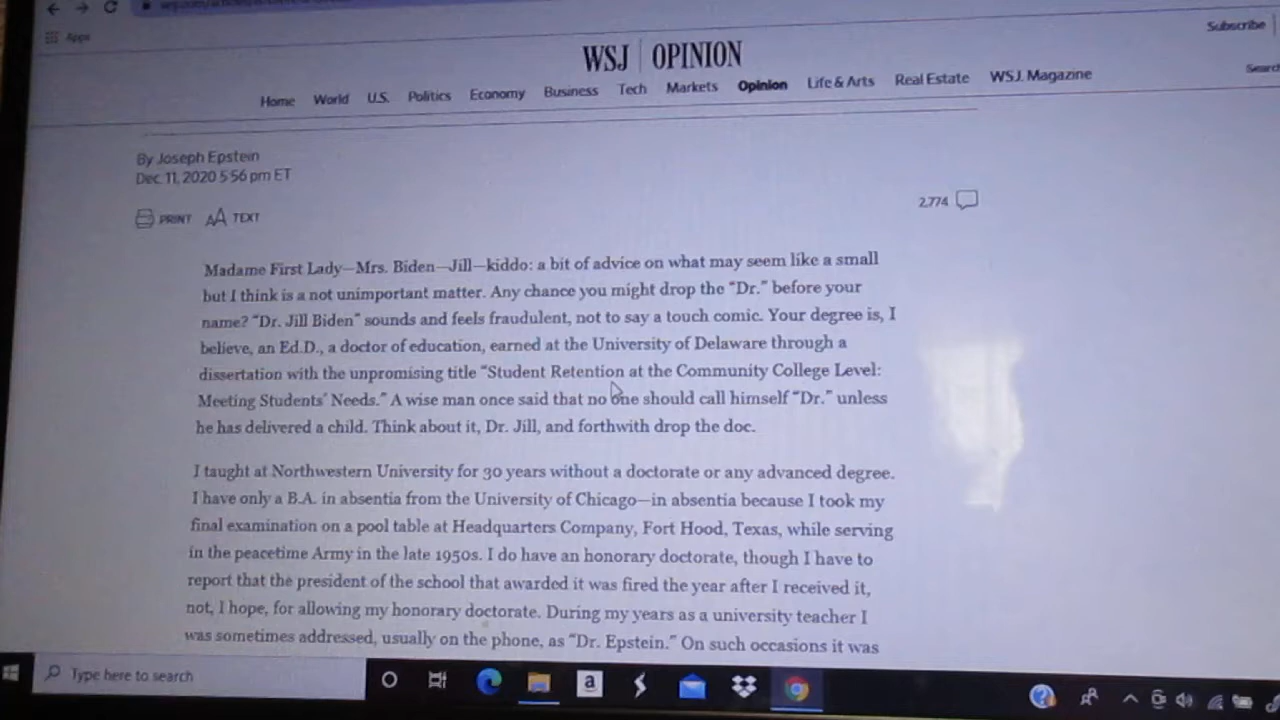 Apps
Subscribe
WSJ OPINION
Home World U.S. Politics Economy Business Tech Markets Opinion Life & Arts Real Estate WSJ. Magazine
Search
By Joseph Epstein
Dec. 11, 2020 5:56 pm ET
PRINT AA TEXT
2,774
Madame First Lady—Mrs. Biden—Jill—kiddo: a bit of advice on what may seem like a small
but I think is a not unimportant matter. Any chance you might drop the “Dr.” before your
name? “Dr. Jill Biden” sounds and feels fraudulent, not to say a touch comic. Your degree is, I
believe, an Ed.D., a doctor of education, earned at the University of Delaware through a
dissertation with the unpromising title “Student Retention at the Community College Level:
Meeting Students’ Needs.” A wise man once said that no one should call himself “Dr.” unless
he has delivered a child. Think about it, Dr. Jill, and forthwith drop the doc.
I taught at Northwestern University for 30 years without a doctorate or any advanced degree.
I have only a B.A. in absentia from the University of Chicago—in absentia because I took my
final examination on a pool table at Headquarters Company, Fort Hood, Texas, while serving
in the peacetime Army in the late 1950s. I do have an honorary doctorate, though I have to
report that the president of the school that awarded it was fired the year after I received it,
not, I hope, for allowing my honorary doctorate. During my years as a university teacher I
was sometimes addressed, usually on the phone, as “Dr. Epstein.” On such occasions it was
Type here to search
a